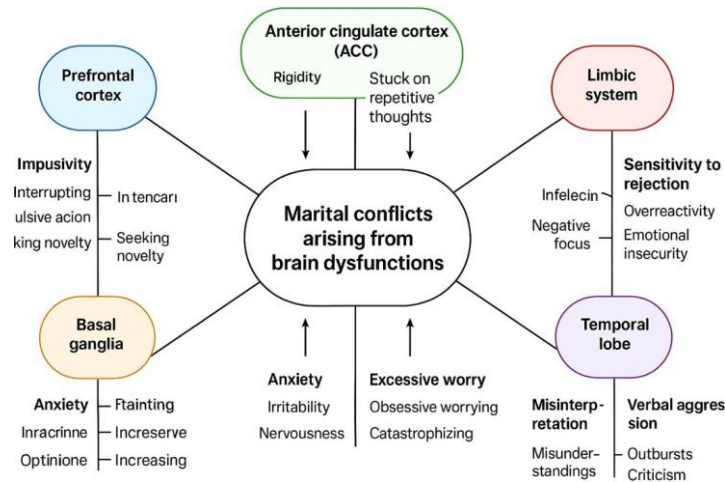 Anterior cingulate cortex
(ACC)
Rigidity
Stuck on
repetitive
thoughts
Prefrontal
cortex
Limbic
system
Impusivity
Interrupting
ulsive acion
king novelty
In tencarı
Seeking
novelty
Marital conflicts
arising from
brain dysfunctions
Infelecin
Negative
focus
Sensitivity to
rejection
Overreactivity
Emotional
insecurity
Basal
ganglia
Temporal
lobe
Anxiety
Inracrinne
Optinione
Ftainting
Increserve
Increasing
Anxiety
Irritability
Nervousness
Excessive worry
Obsessive worrying
Catastrophizing
Misinterp-
retation
Misunder-
standings
Verbal aggres
sion
Outbursts
Criticism